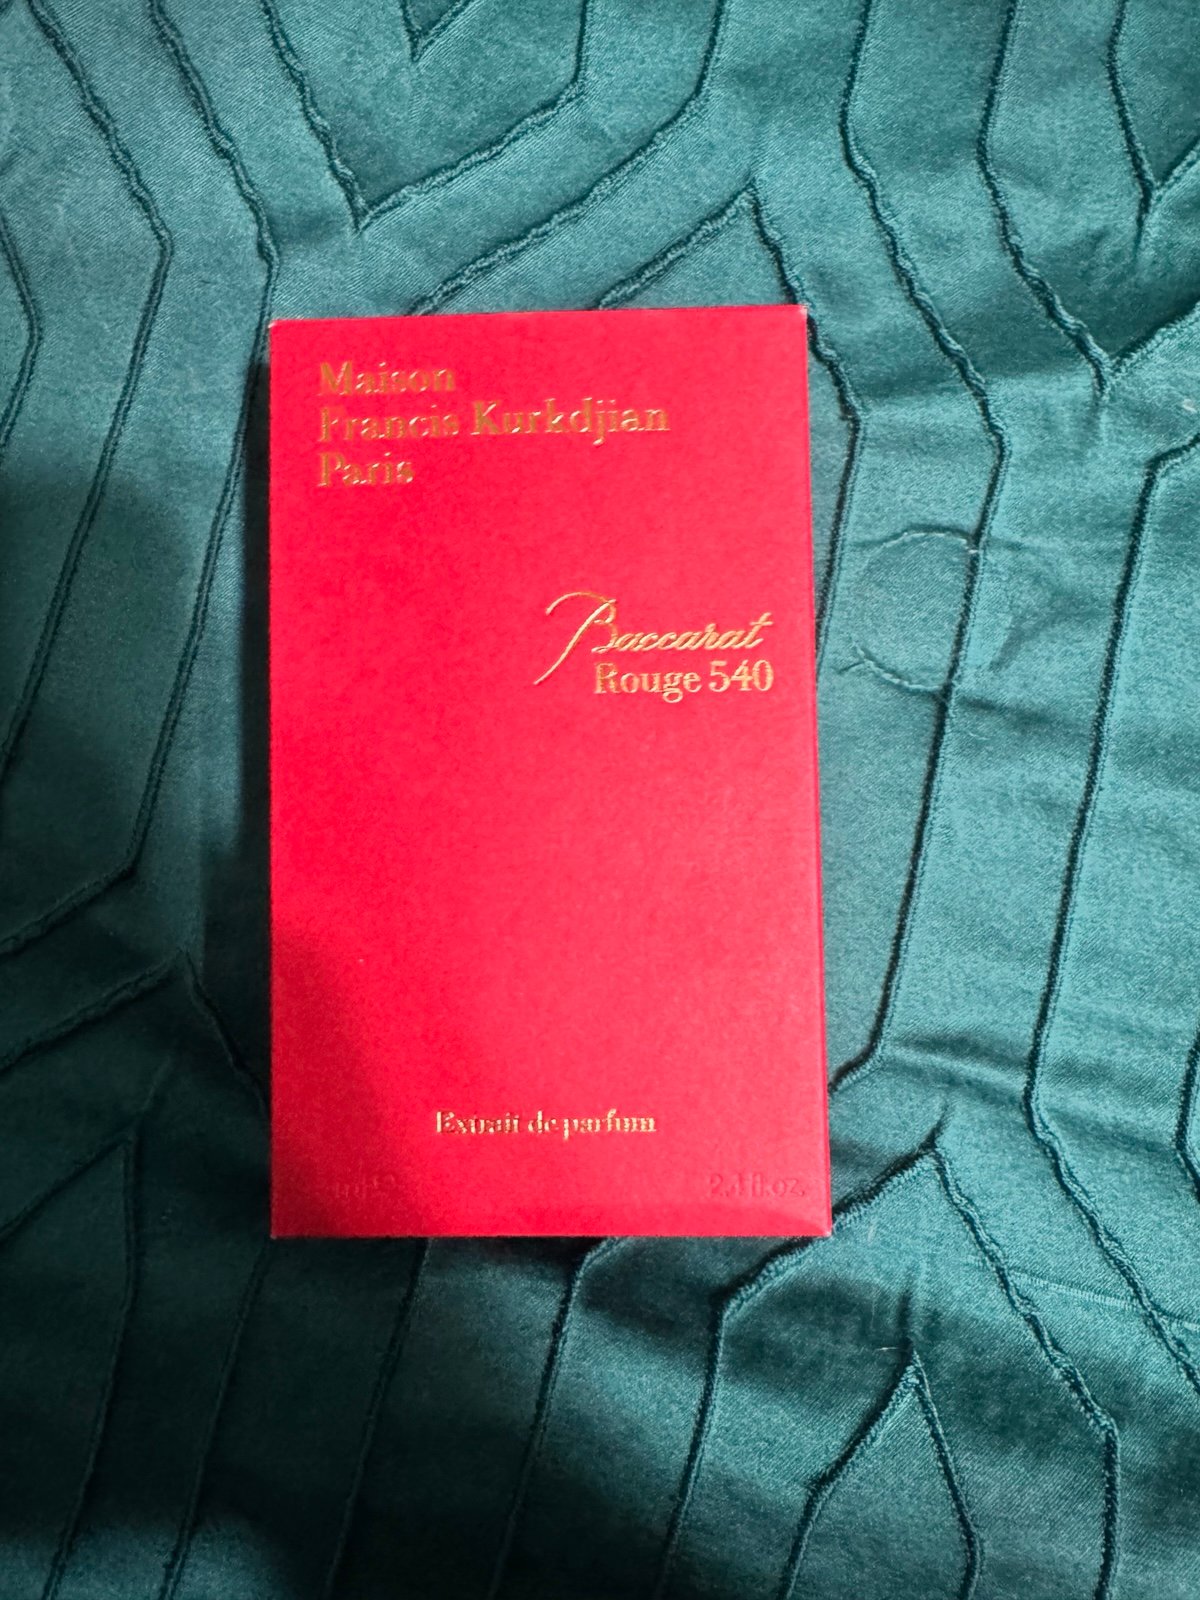 Maison
Francis Kurkdjian
Paris
Baccarat
Rouge 540
Extrait de parfum
2.4 fl.oz.